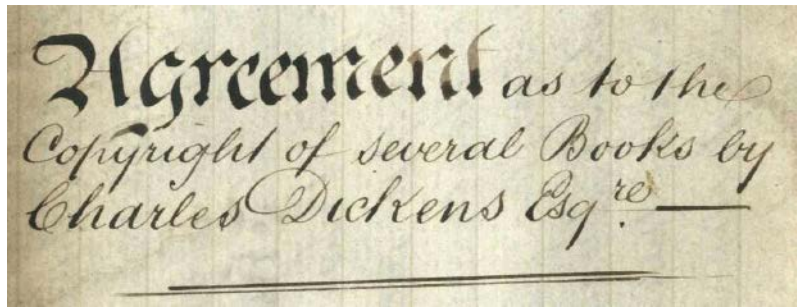 Agreement as to the
Copyright of several Books by
Charles Dickens Esqre. —